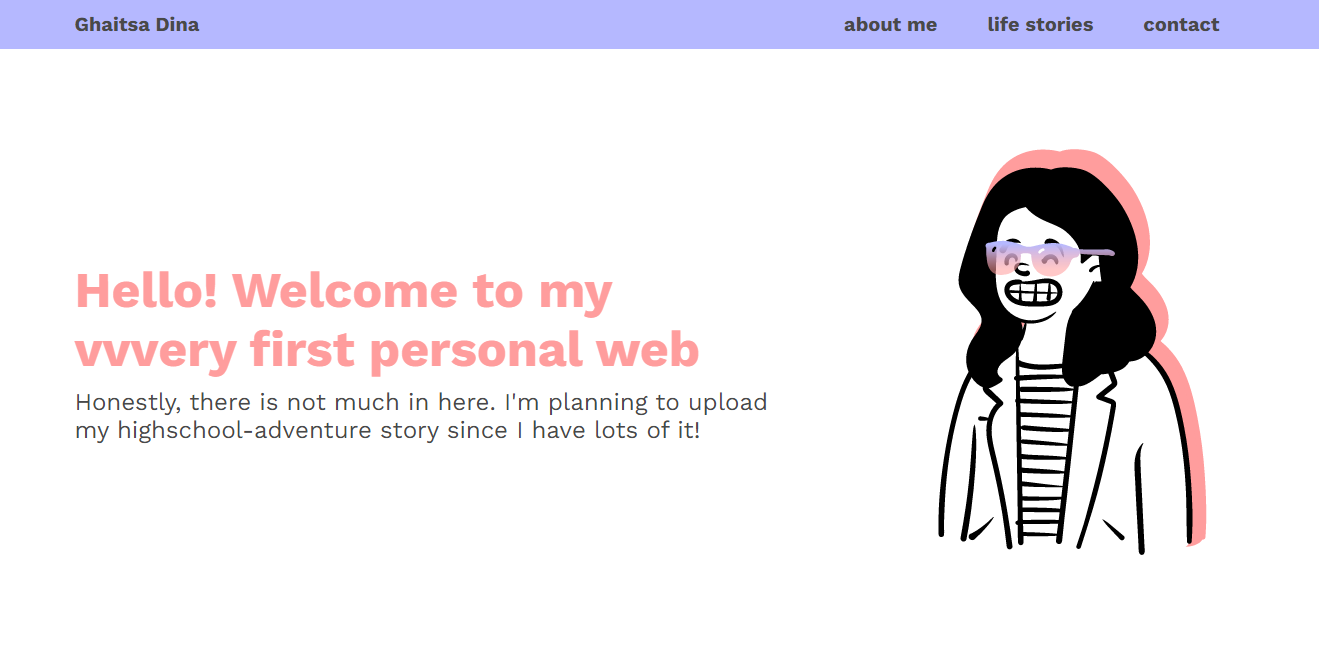 Ghaitsa Dina
about me
life stories
contact
Hello! Welcome to my
vvvery first personal web
Honestly, there is not much in here. I'm planning to upload
my highschool-adventure story since I have lots of it!